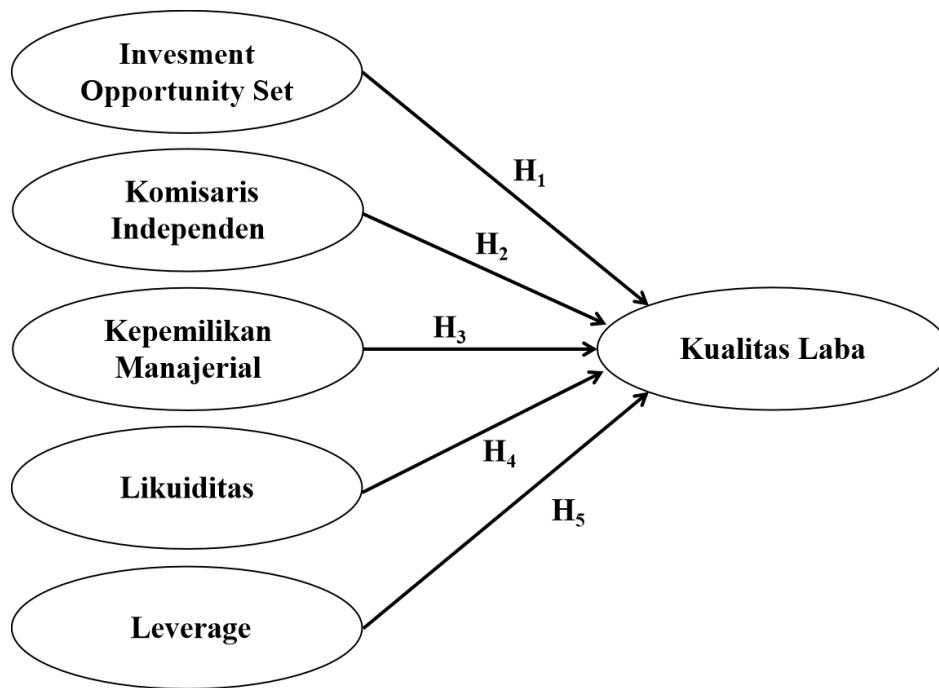 Invesment
Opportunity Set
H₁
Komisaris
Independen
H₂
Kepemilikan
Manajerial
H₃
Kualitas Laba
Likuiditas
H₄
H₅
Leverage